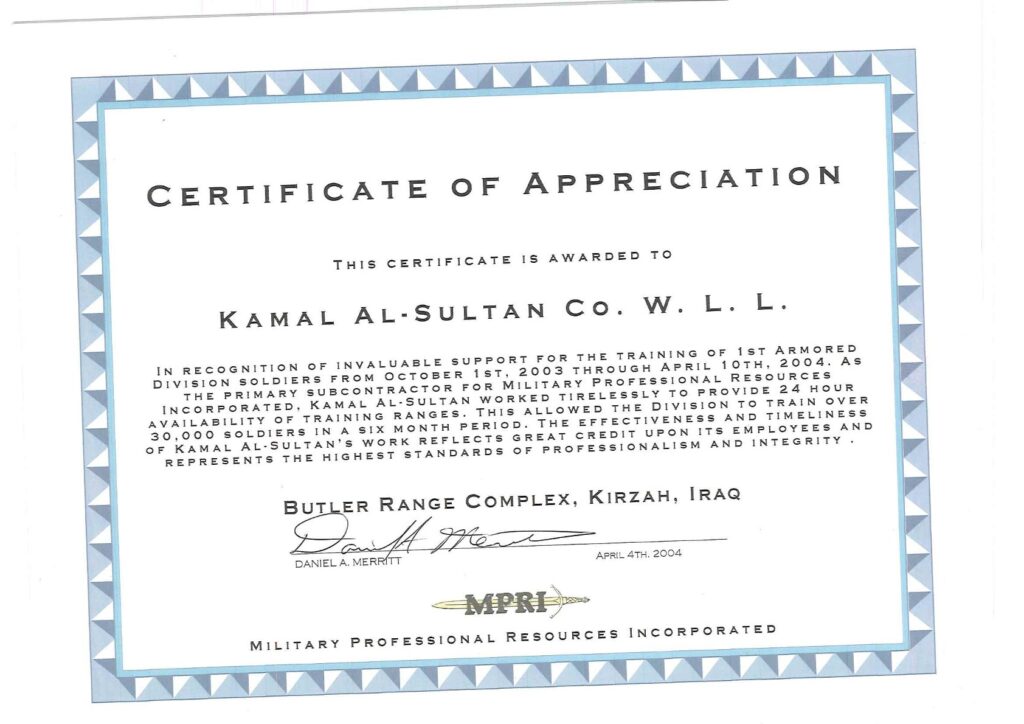 CERTIFICATE OF APPRECIATION
THIS CERTIFICATE IS AWARDED TO
KAMAL AL-SULTAN CO. W. L. L.
IN RECOGNITION OF INVALUABLE SUPPORT FOR THE TRAINING OF 1ST ARMORED
DIVISION SOLDIERS FROM OCTOBER 1ST, 2003 THROUGH APRIL 10TH, 2004. AS
THE PRIMARY SUBCONTRACTOR FOR MILITARY PROFESSIONAL RESOURCES
INCORPORATED, KAMAL AL-SULTAN WORKED TIRELESSLY TO PROVIDE 24 HOUR
AVAILABILITY OF TRAINING RANGES. THIS ALLOWED THE DIVISION TO TRAIN OVER
30,000 SOLDIERS IN A SIX MONTH PERIOD. THE EFFECTIVENESS AND TIMELINESS
OF KAMAL AL-SULTAN'S WORK REFLECTS GREAT CREDIT UPON ITS EMPLOYEES AND
REPRESENTS THE HIGHEST STANDARDS OF PROFESSIONALISM AND INTEGRITY .
BUTLER RANGE COMPLEX, KIRZAH, IRAQ
Daniel A Merritt
DANIEL A. MERRITT APRIL 4TH. 2004
MPRI
MILITARY PROFESSIONAL RESOURCES INCORPORATED